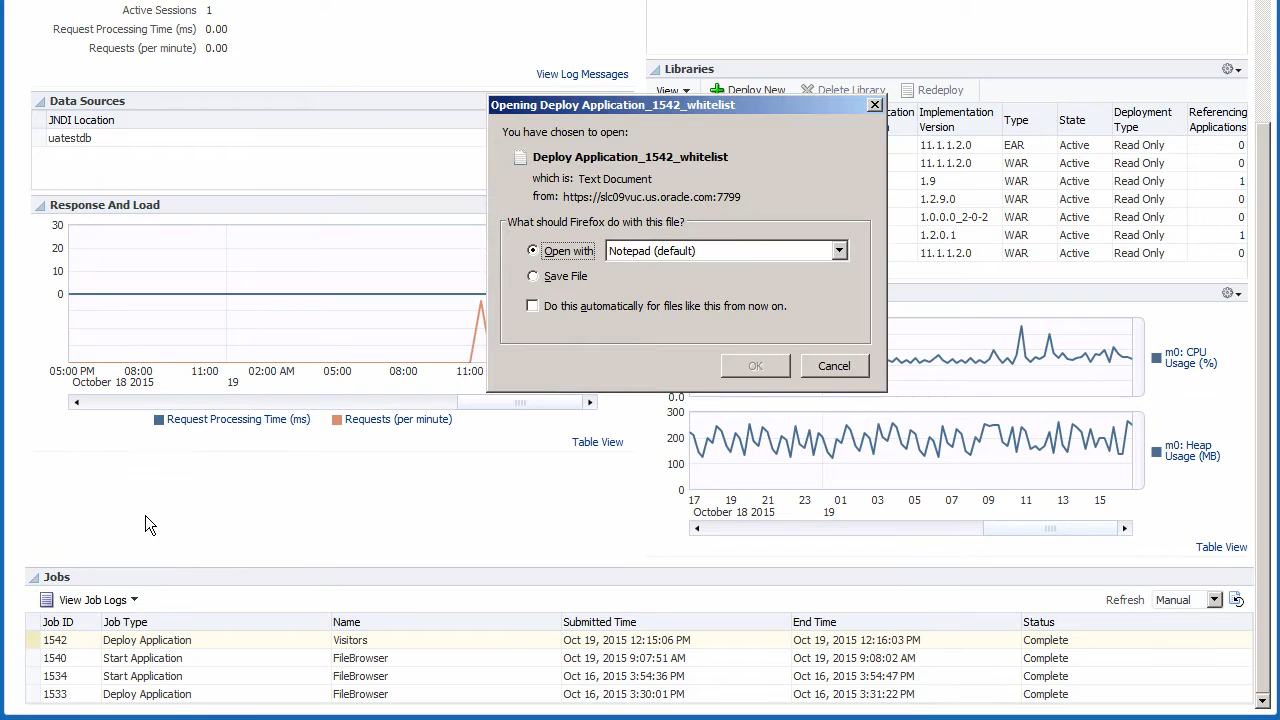 Active Sessions 1
Request Processing Time (ms) 0.00
Requests (per minute) 0.00
View Log Messages
Data Sources
JNDI Location
uatestdb
Response And Load
30
20
10
0
05:00 PM 08:00 11:00 02:00 AM 05:00 08:00 11:00
October 18 2015 19
Request Processing Time (ms) Requests (per minute)
Table View
Libraries
View Deploy New Delete Library Redeploy
Implementation Version Type State Deployment Type Referencing Applications
11.1.1.2.0 EAR Active Read Only 0
11.1.1.2.0 WAR Active Read Only 0
1.9 WAR Active Read Only 1
1.2.9.0 WAR Active Read Only 0
1.0.0.0_2-0-2 WAR Active Read Only 0
1.2.0.1 WAR Active Read Only 1
11.1.1.2.0 WAR Active Read Only 0
Opening Deploy Application_1542_whitelist
You have chosen to open:
Deploy Application_1542_whitelist
which is: Text Document
from: https://slc09vuc.us.oracle.com:7799
What should Firefox do with this file?
Open with Notepad (default)
Save File
Do this automatically for files like this from now on.
OK Cancel
m0: CPU
Usage (%)
0.0
300
200
100
0
m0: Heap
Usage (MB)
17 19 21 23 01 03 05 07 09 11 13 15
October 18 2015 19
Table View
Jobs
View Job Logs Refresh Manual
Job ID Job Type Name Submitted Time End Time Status
1542 Deploy Application Visitors Oct 19, 2015 12:15:06 PM Oct 19, 2015 12:16:03 PM Complete
1540 Start Application FileBrowser Oct 19, 2015 9:07:51 AM Oct 19, 2015 9:08:02 AM Complete
1534 Start Application FileBrowser Oct 16, 2015 3:54:36 PM Oct 16, 2015 3:54:47 PM Complete
1533 Deploy Application FileBrowser Oct 16, 2015 3:30:01 PM Oct 16, 2015 3:31:22 PM Complete